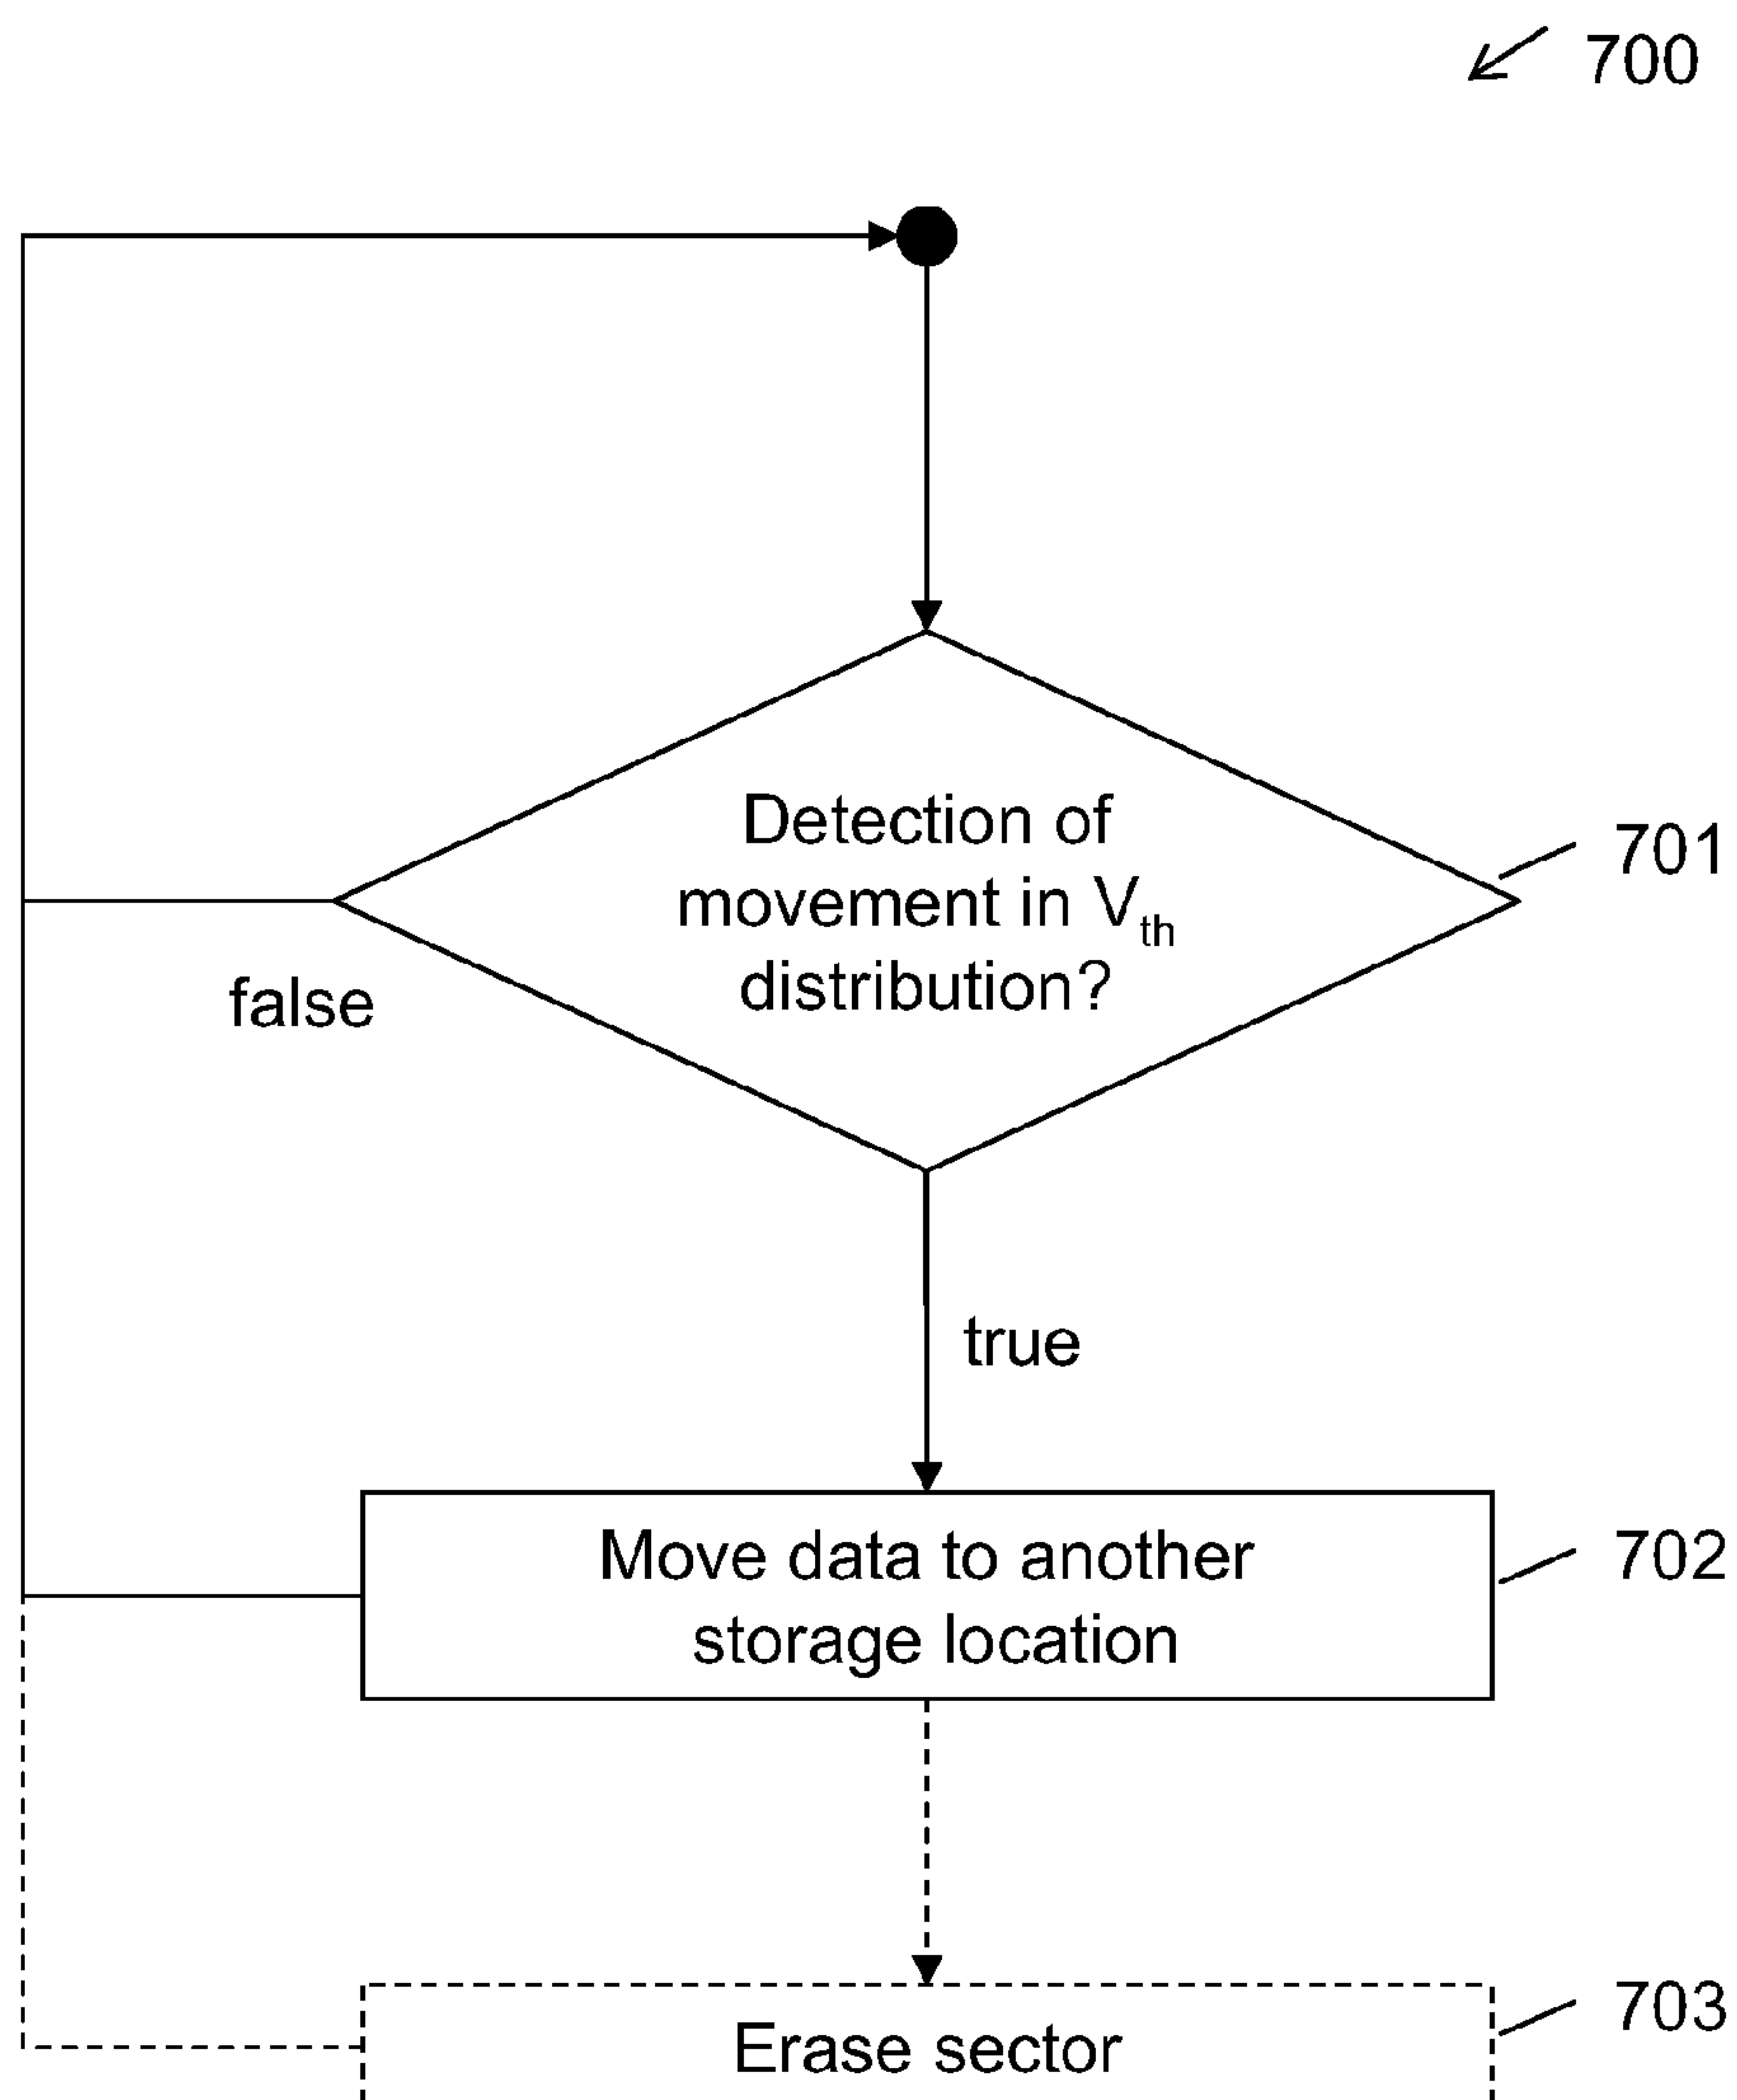 700
Detection of
movement in Vth
distribution?
701
false
true
Move data to another
storage location
702
Erase sector
703